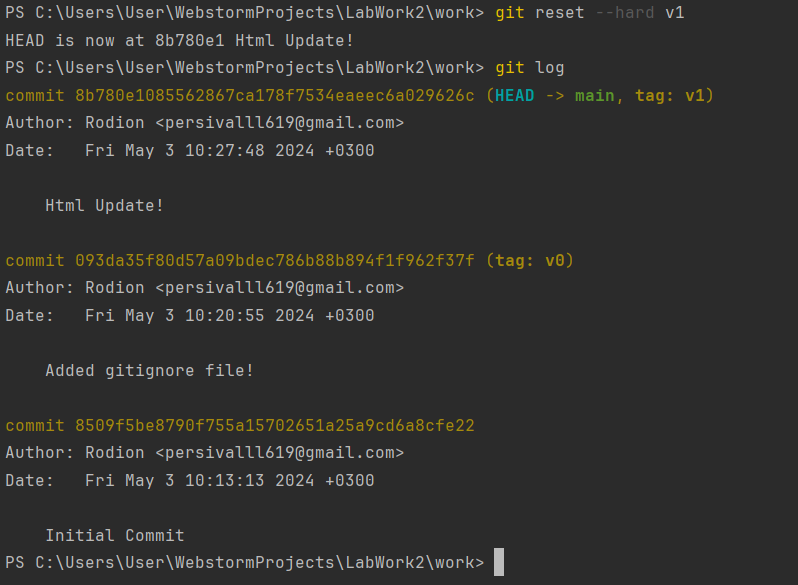 PS C:\Users\User\WebstormProjects\LabWork2\work> git reset --hard v1
HEAD is now at 8b780e1 Html Update!
PS C:\Users\User\WebstormProjects\LabWork2\work> git log
commit 8b780e1085562867ca178f7534eaeec6a029626c (HEAD -> main, tag: v1)
Author: Rodion <persivalll619@gmail.com>
Date:   Fri May 3 10:27:48 2024 +0300
    Html Update!
commit 093da35f80d57a09bdec786b88b894f1f962f37f (tag: v0)
Author: Rodion <persivalll619@gmail.com>
Date:   Fri May 3 10:20:55 2024 +0300
    Added gitignore file!
commit 8509f5be8790f755a15702651a25a9cd6a8cfe22
Author: Rodion <persivalll619@gmail.com>
Date:   Fri May 3 10:13:13 2024 +0300
    Initial Commit
PS C:\Users\User\WebstormProjects\LabWork2\work>